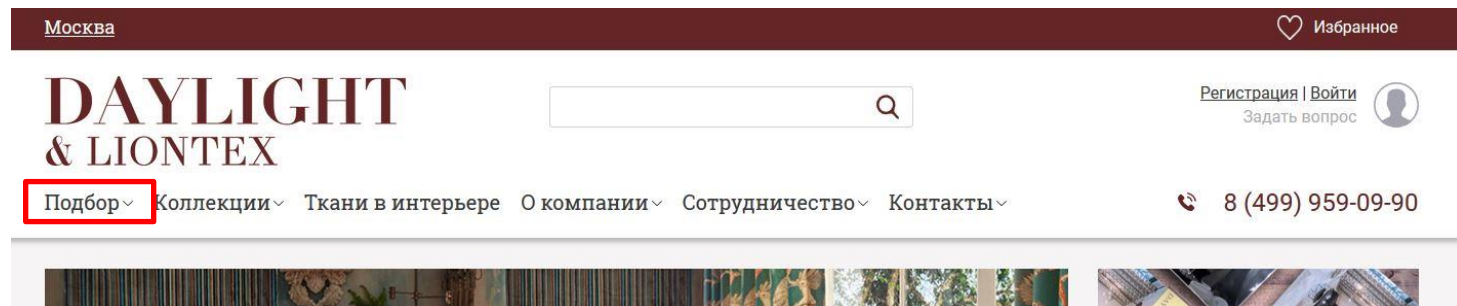 Москва
Избранное
DAYLIGHT
& LIONTEX
Регистрация | Войти
Задать вопрос
Подбор Коллекции Ткани в интерьере О компании Сотрудничество Контакты 8 (499) 959-09-90